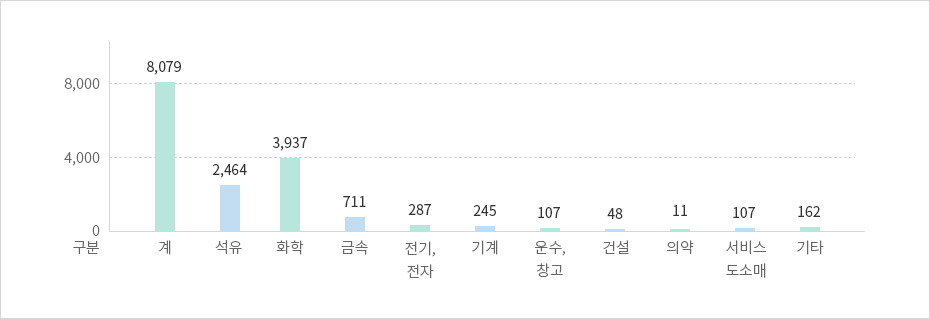 8,079
8,000
3,937
4,000
2,464
711
287
245
107
48
11
107
162
0
구분
계
석유
화학
금속
전기,
전자
기계
운수,
창고
건설
의약
서비스
도소매
기타